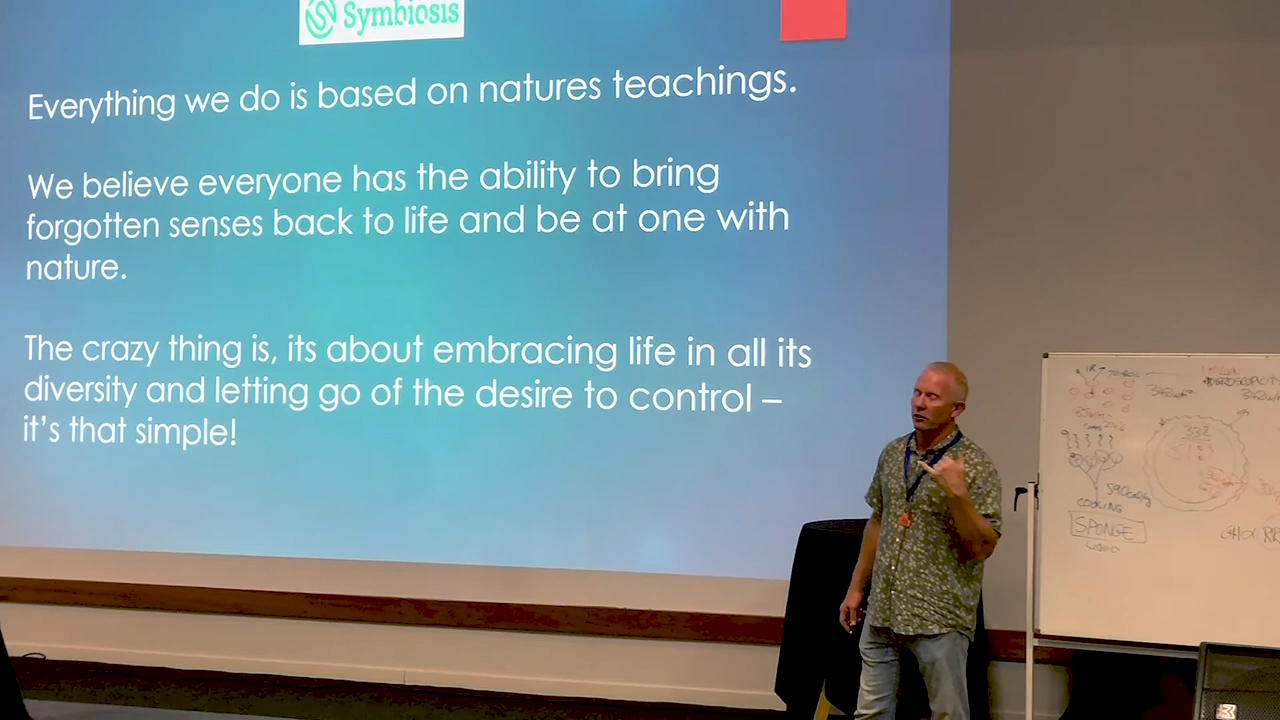 Symbiosis
Everything we do is based on natures teachings.
We believe everyone has the ability to bring
forgotten senses back to life and be at one with
nature.
The crazy thing is, its about embracing life in all its
diversity and letting go of the desire to control –
it's that simple!
332
COOLING
SPONGE